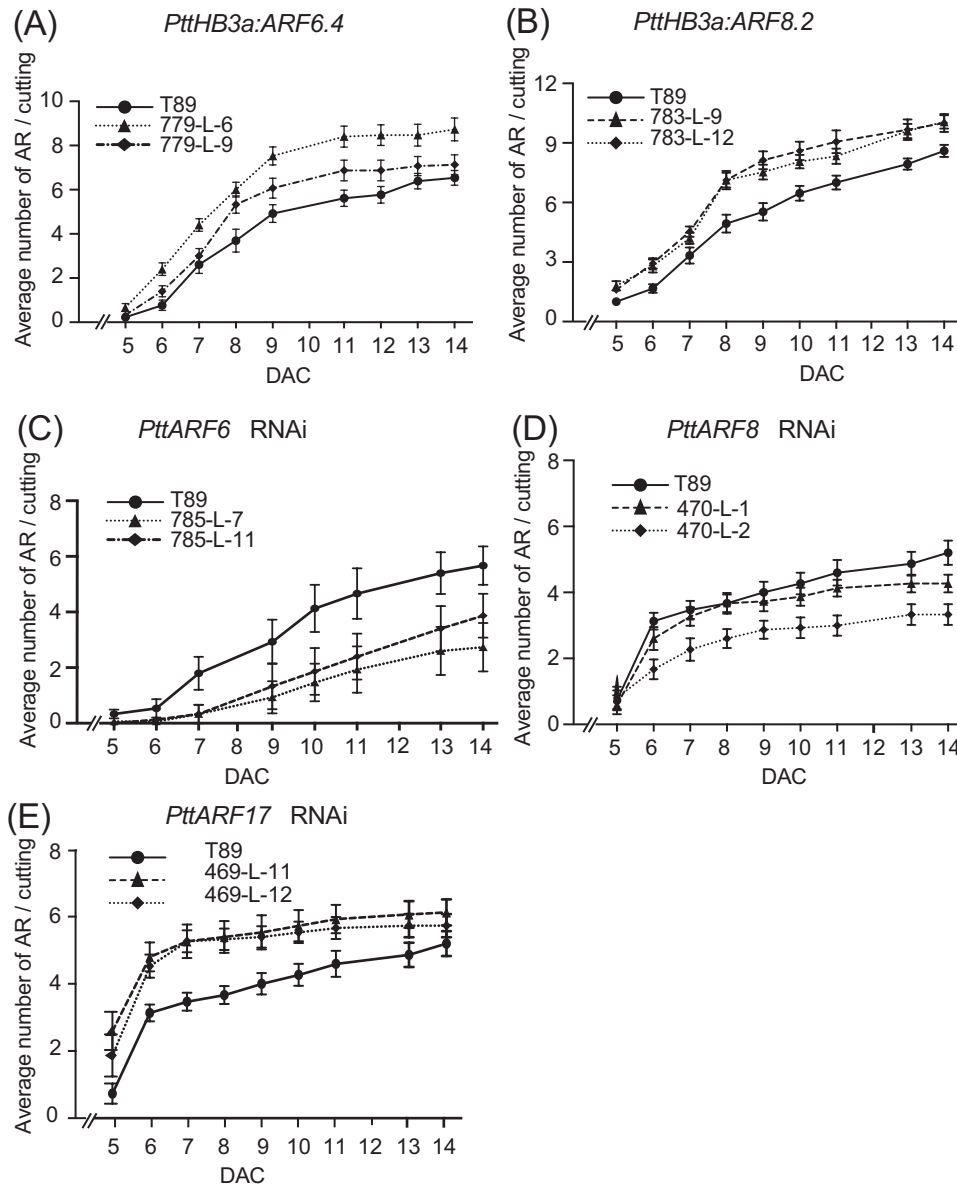 (A)
PttHB3a:ARF6.4
Average number of AR / cutting
10
8
6
4
2
0
T89
779-L-6
779-L-9
5 6 7 8 9 10 11 12 13 14
DAC
(B)
PttHB3a:ARF8.2
Average number of AR / cutting
12
9
6
3
0
T89
783-L-9
783-L-12
5 6 7 8 9 10 11 12 13 14
DAC
(C)
PttARF6 RNAi
Average number of AR / cutting
8
6
4
2
0
T89
785-L-7
785-L-11
5 6 7 8 9 10 11 12 13 14
DAC
(D)
PttARF8 RNAi
Average number of AR / cutting
8
6
4
2
0
T89
470-L-1
470-L-2
5 6 7 8 9 10 11 12 13 14
DAC
(E)
PttARF17 RNAi
Average number of AR / cutting
8
6
4
2
0
T89
469-L-11
469-L-12
5 6 7 8 9 10 11 12 13 14
DAC